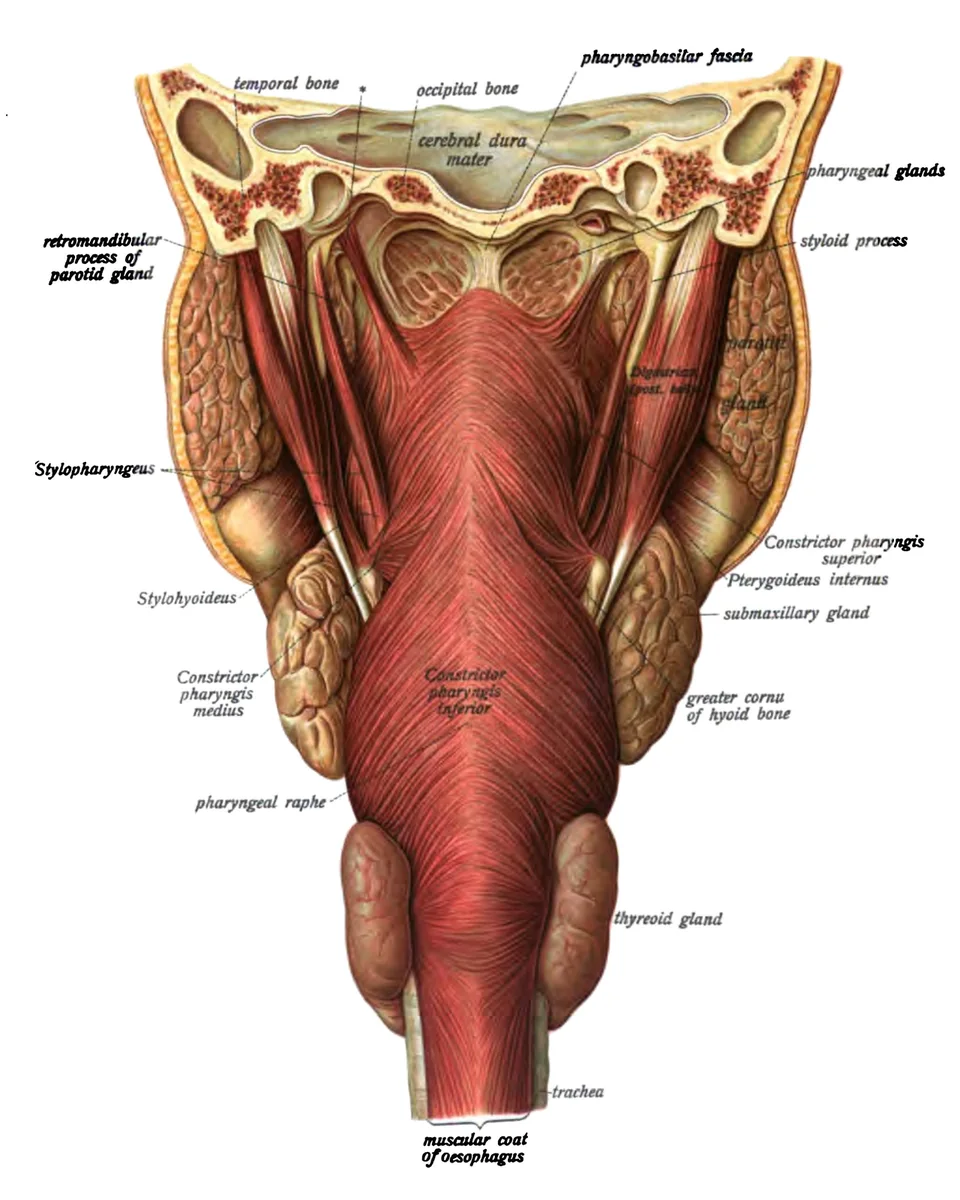 pharyngobasilar fascia
temporal bone
*
occipital bone
cerebral dura
mater
pharyngeal glands
retromandibular
process of
parotid gland
styloid process
parotid
Digastricus
(post. belly)
gland
Stylopharyngeus
Constrictor pharyngis
superior
Pterygoideus internus
Stylohyoideus
submaxillary gland
Constrictor
pharyngis
medius
Constrictor
pharyngis
inferior
greater cornu
of hyoid bone
pharyngeal raphe
thyreoid gland
trachea
muscular coat
of oesophagus